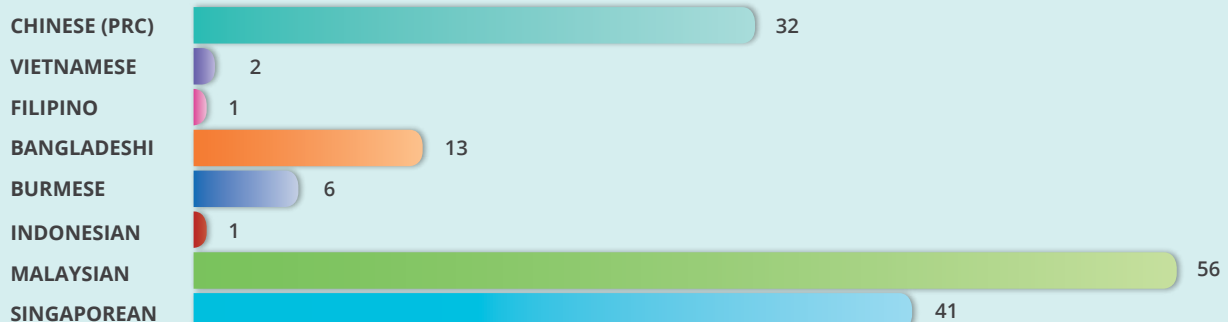 CHINESE (PRC) 32
VIETNAMESE 2
FILIPINO 1
BANGLADESHI 13
BURMESE 6
INDONESIAN 1
MALAYSIAN 56
SINGAPOREAN 41